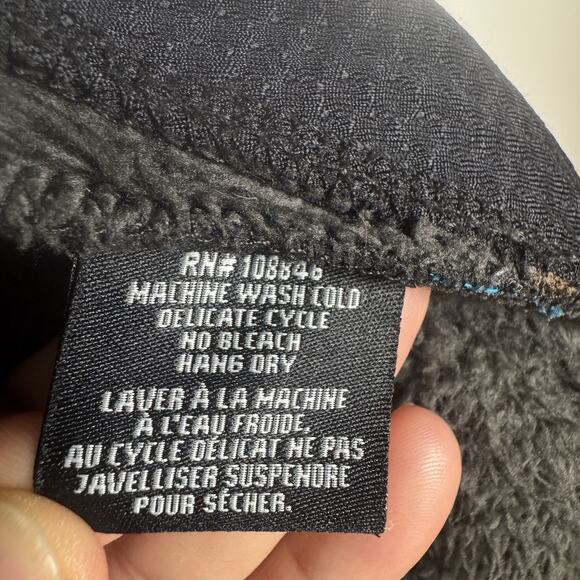 RN# 108846
MACHINE WASH COLD
DELICATE CYCLE
NO BLEACH
HANG DRY
LAVER À LA MACHINE
À L'EAU FROIDE,
AU CYCLE DÉLICAT NE PAS
JAVELLISER SUSPENDRE
POUR SÉCHER.